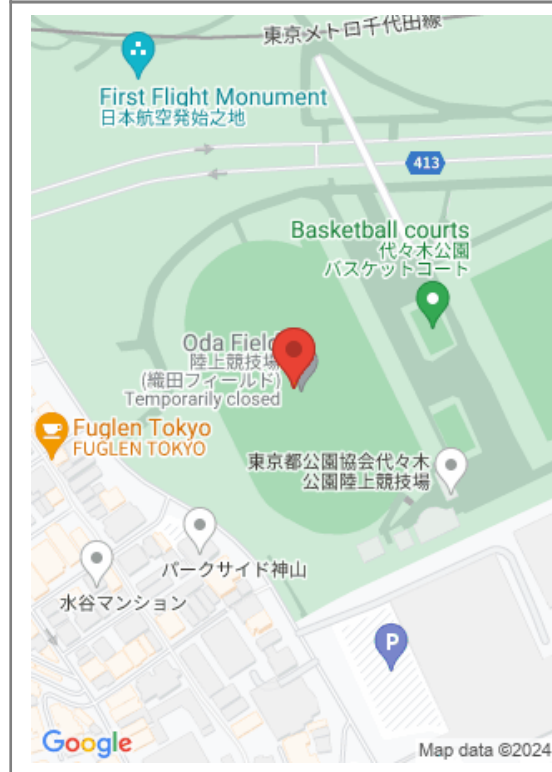 東京メトロ千代田線
First Flight Monument
日本航空発始之地
413
Basketball courts
代々木公園
バスケットコート
Oda Field
陸上競技場
(織田フィールド)
Temporarily closed
Fuglen Tokyo
FUGLEN TOKYO
東京都公園協会代々木
公園陸上競技場
パークサイド神山
水谷マンション
P
Google
Map data ©2024